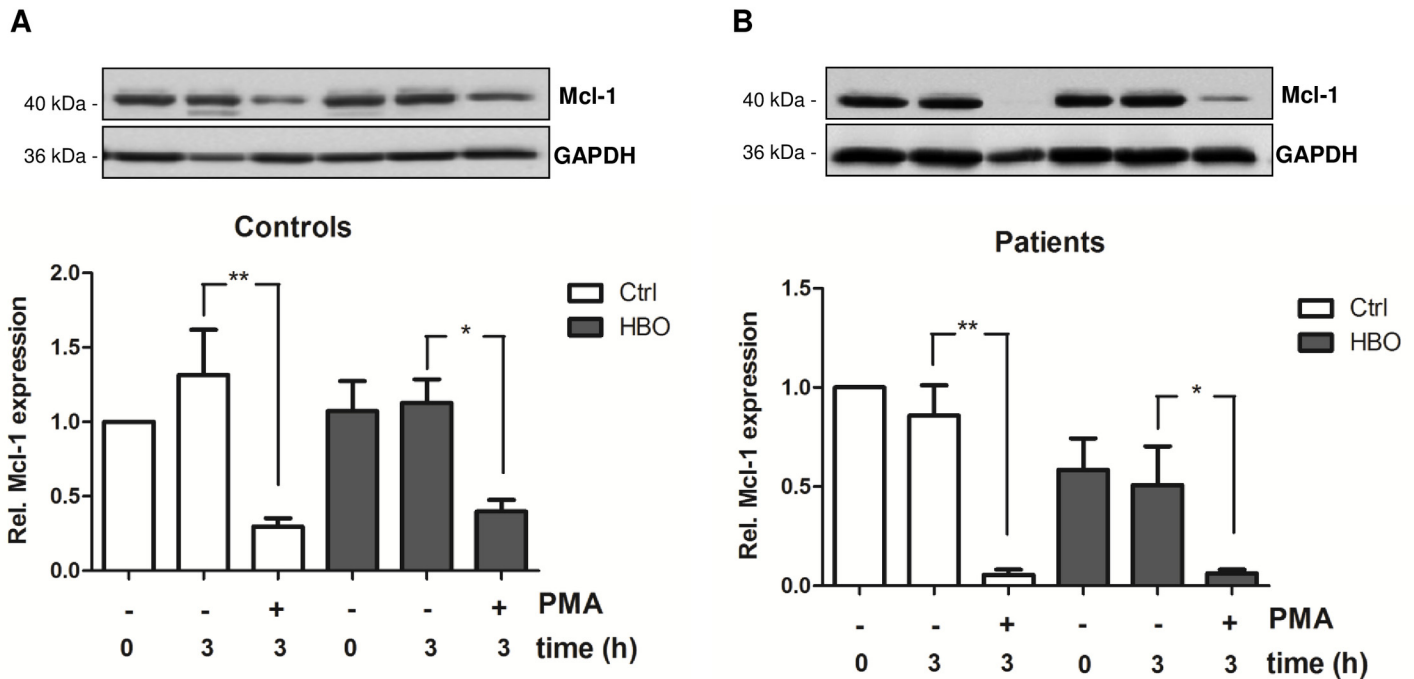 A
40 kDa -
Mcl-1
36 kDa -
GAPDH
Controls
Rel. Mcl-1 expression
2.0
1.5
1.0
0.5
0.0
**
*
Ctrl
HBO
- - + - - + PMA
0 3 3 0 3 3 time (h)
B
40 kDa -
Mcl-1
36 kDa -
GAPDH
Patients
Rel. Mcl-1 expression
1.5
1.0
0.5
0.0
**
*
Ctrl
HBO
- - + - - + PMA
0 3 3 0 3 3 time (h)